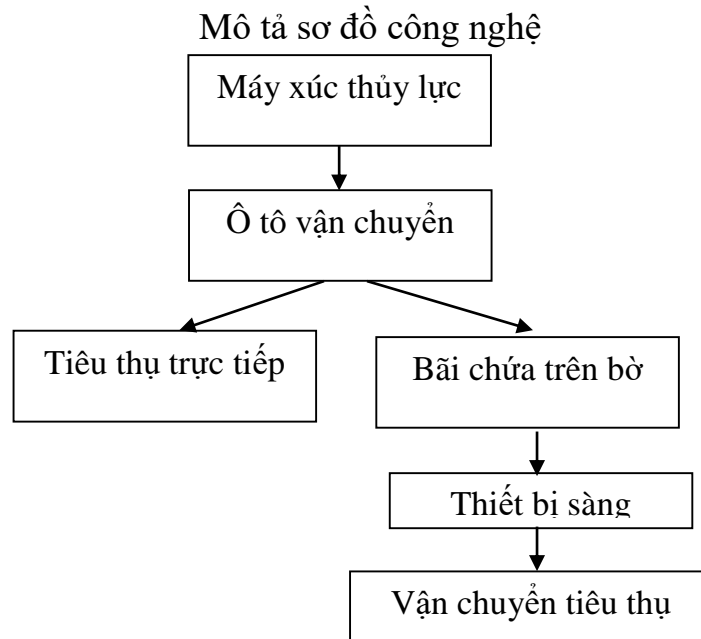 Mô tả sơ đồ công nghệ
Máy xúc thủy lực
Ô tô vận chuyển
Tiêu thụ trực tiếp
Bãi chứa trên bờ
Thiết bị sàng
Vận chuyển tiêu thụ